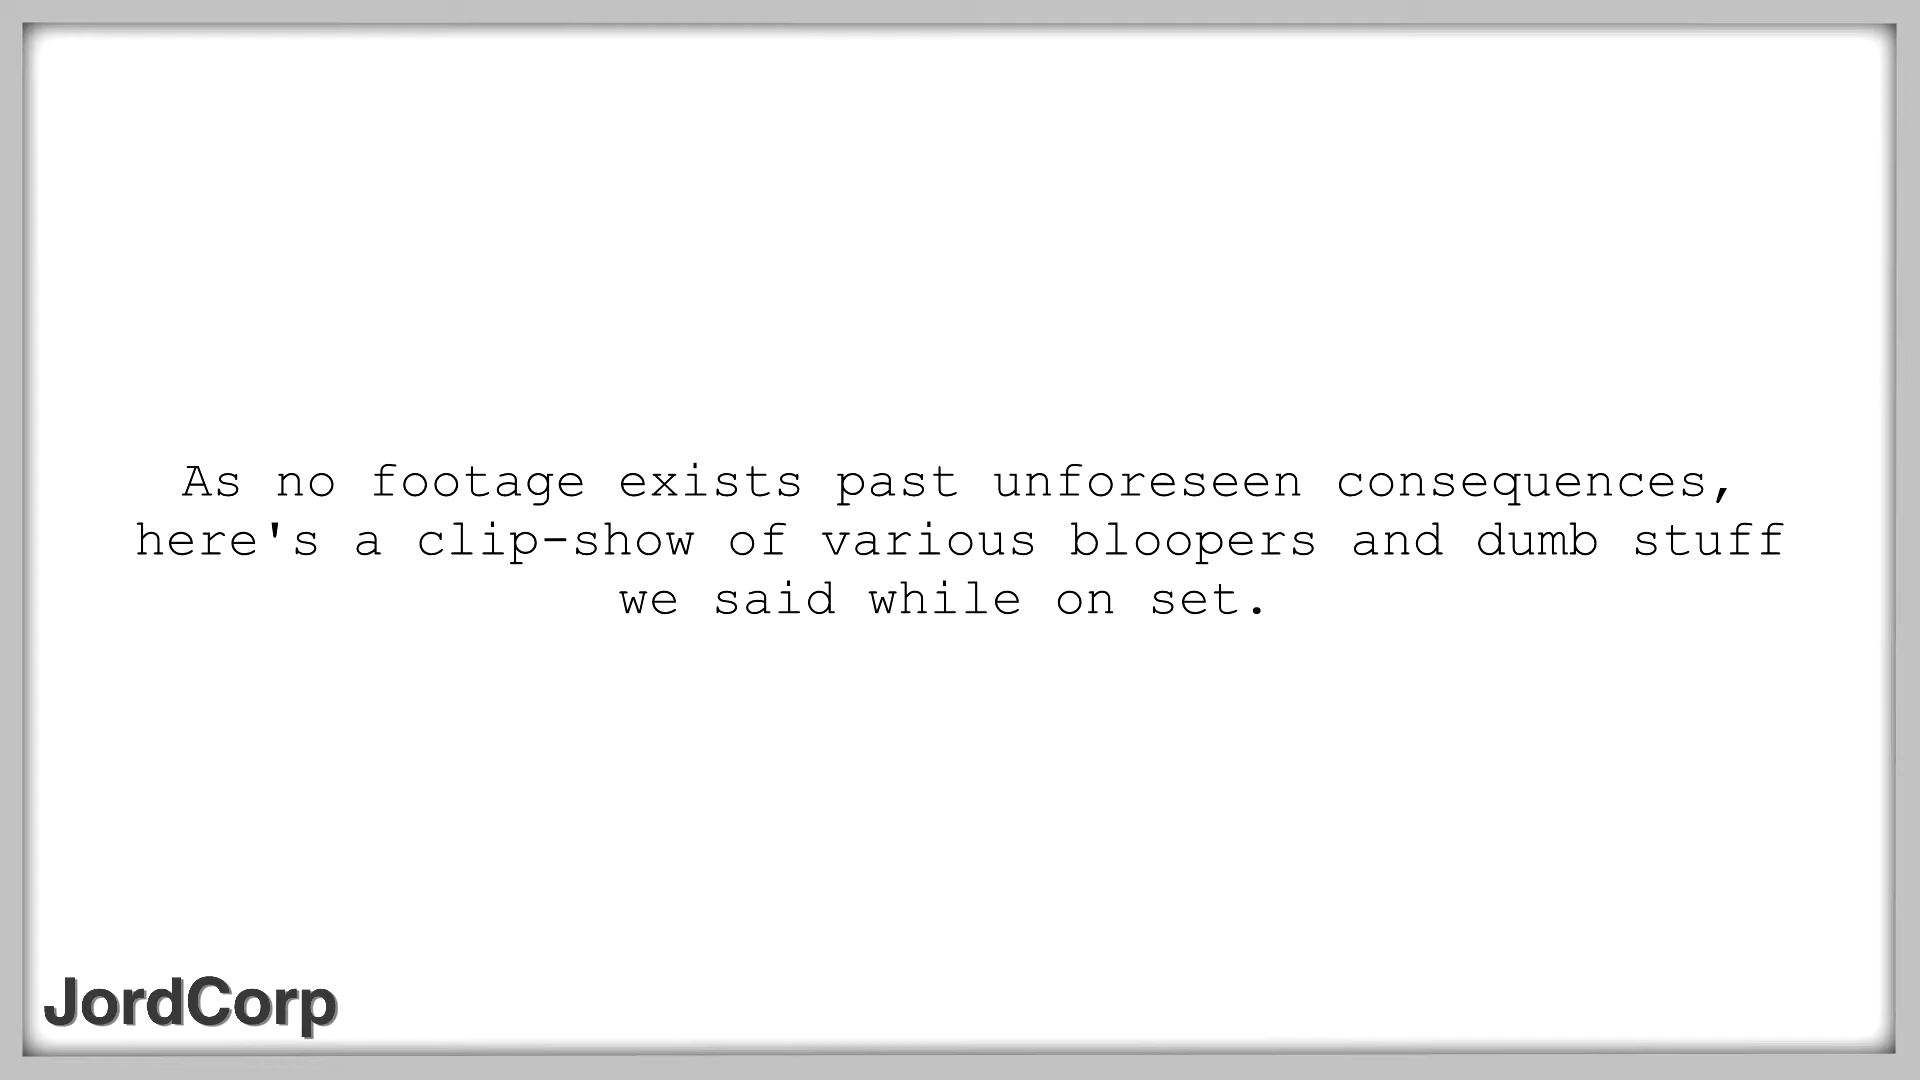 As no footage exists past unforeseen consequences,
here's a clip-show of various bloopers and dumb stuff
we said while on set.
JordCorp